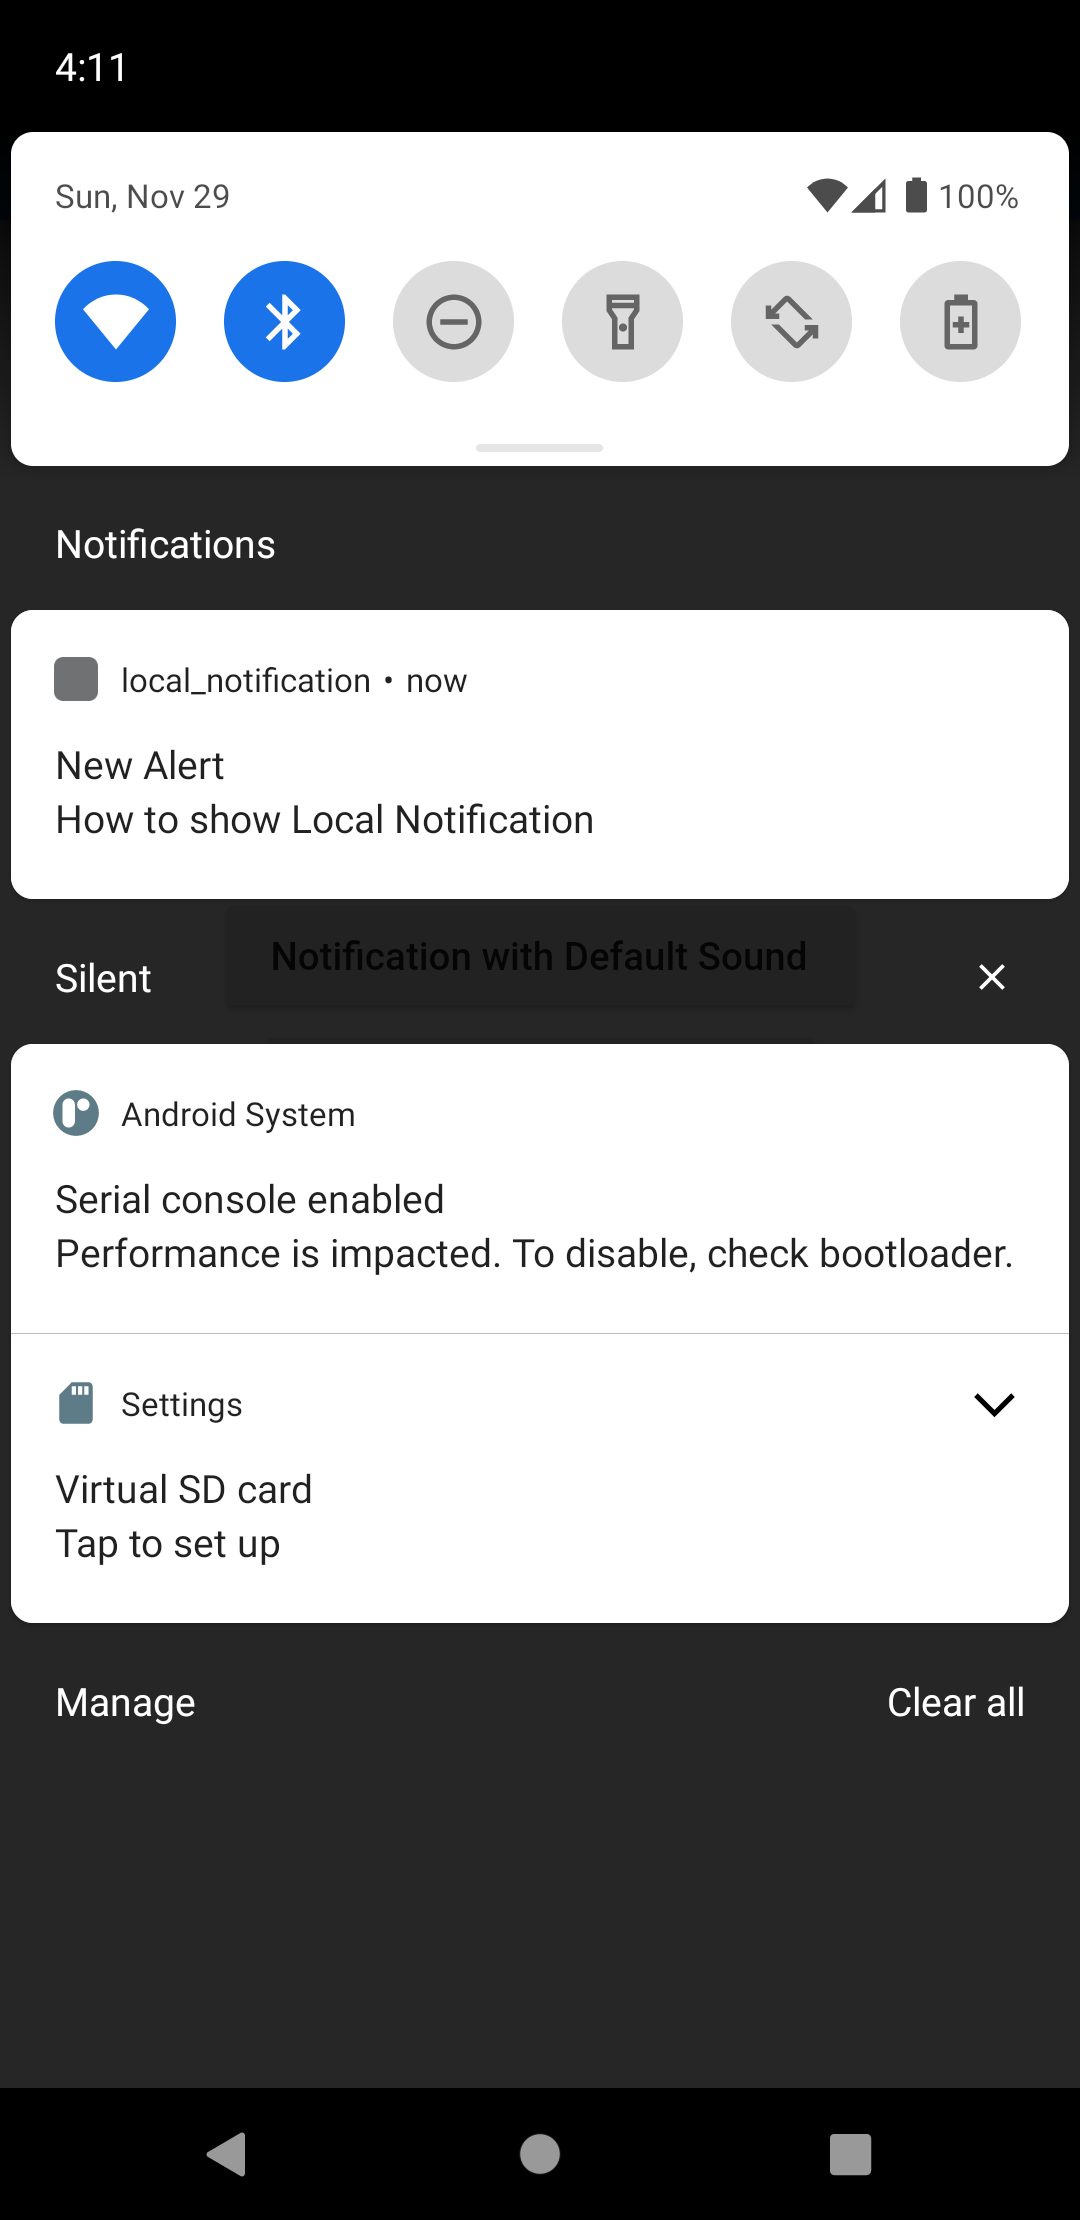 4:11
Sun, Nov 29
100%
Notifications
local_notification • now
New Alert
How to show Local Notification
Notification with Default Sound
Silent
Android System
Serial console enabled
Performance is impacted. To disable, check bootloader.
Settings
Virtual SD card
Tap to set up
Manage
Clear all